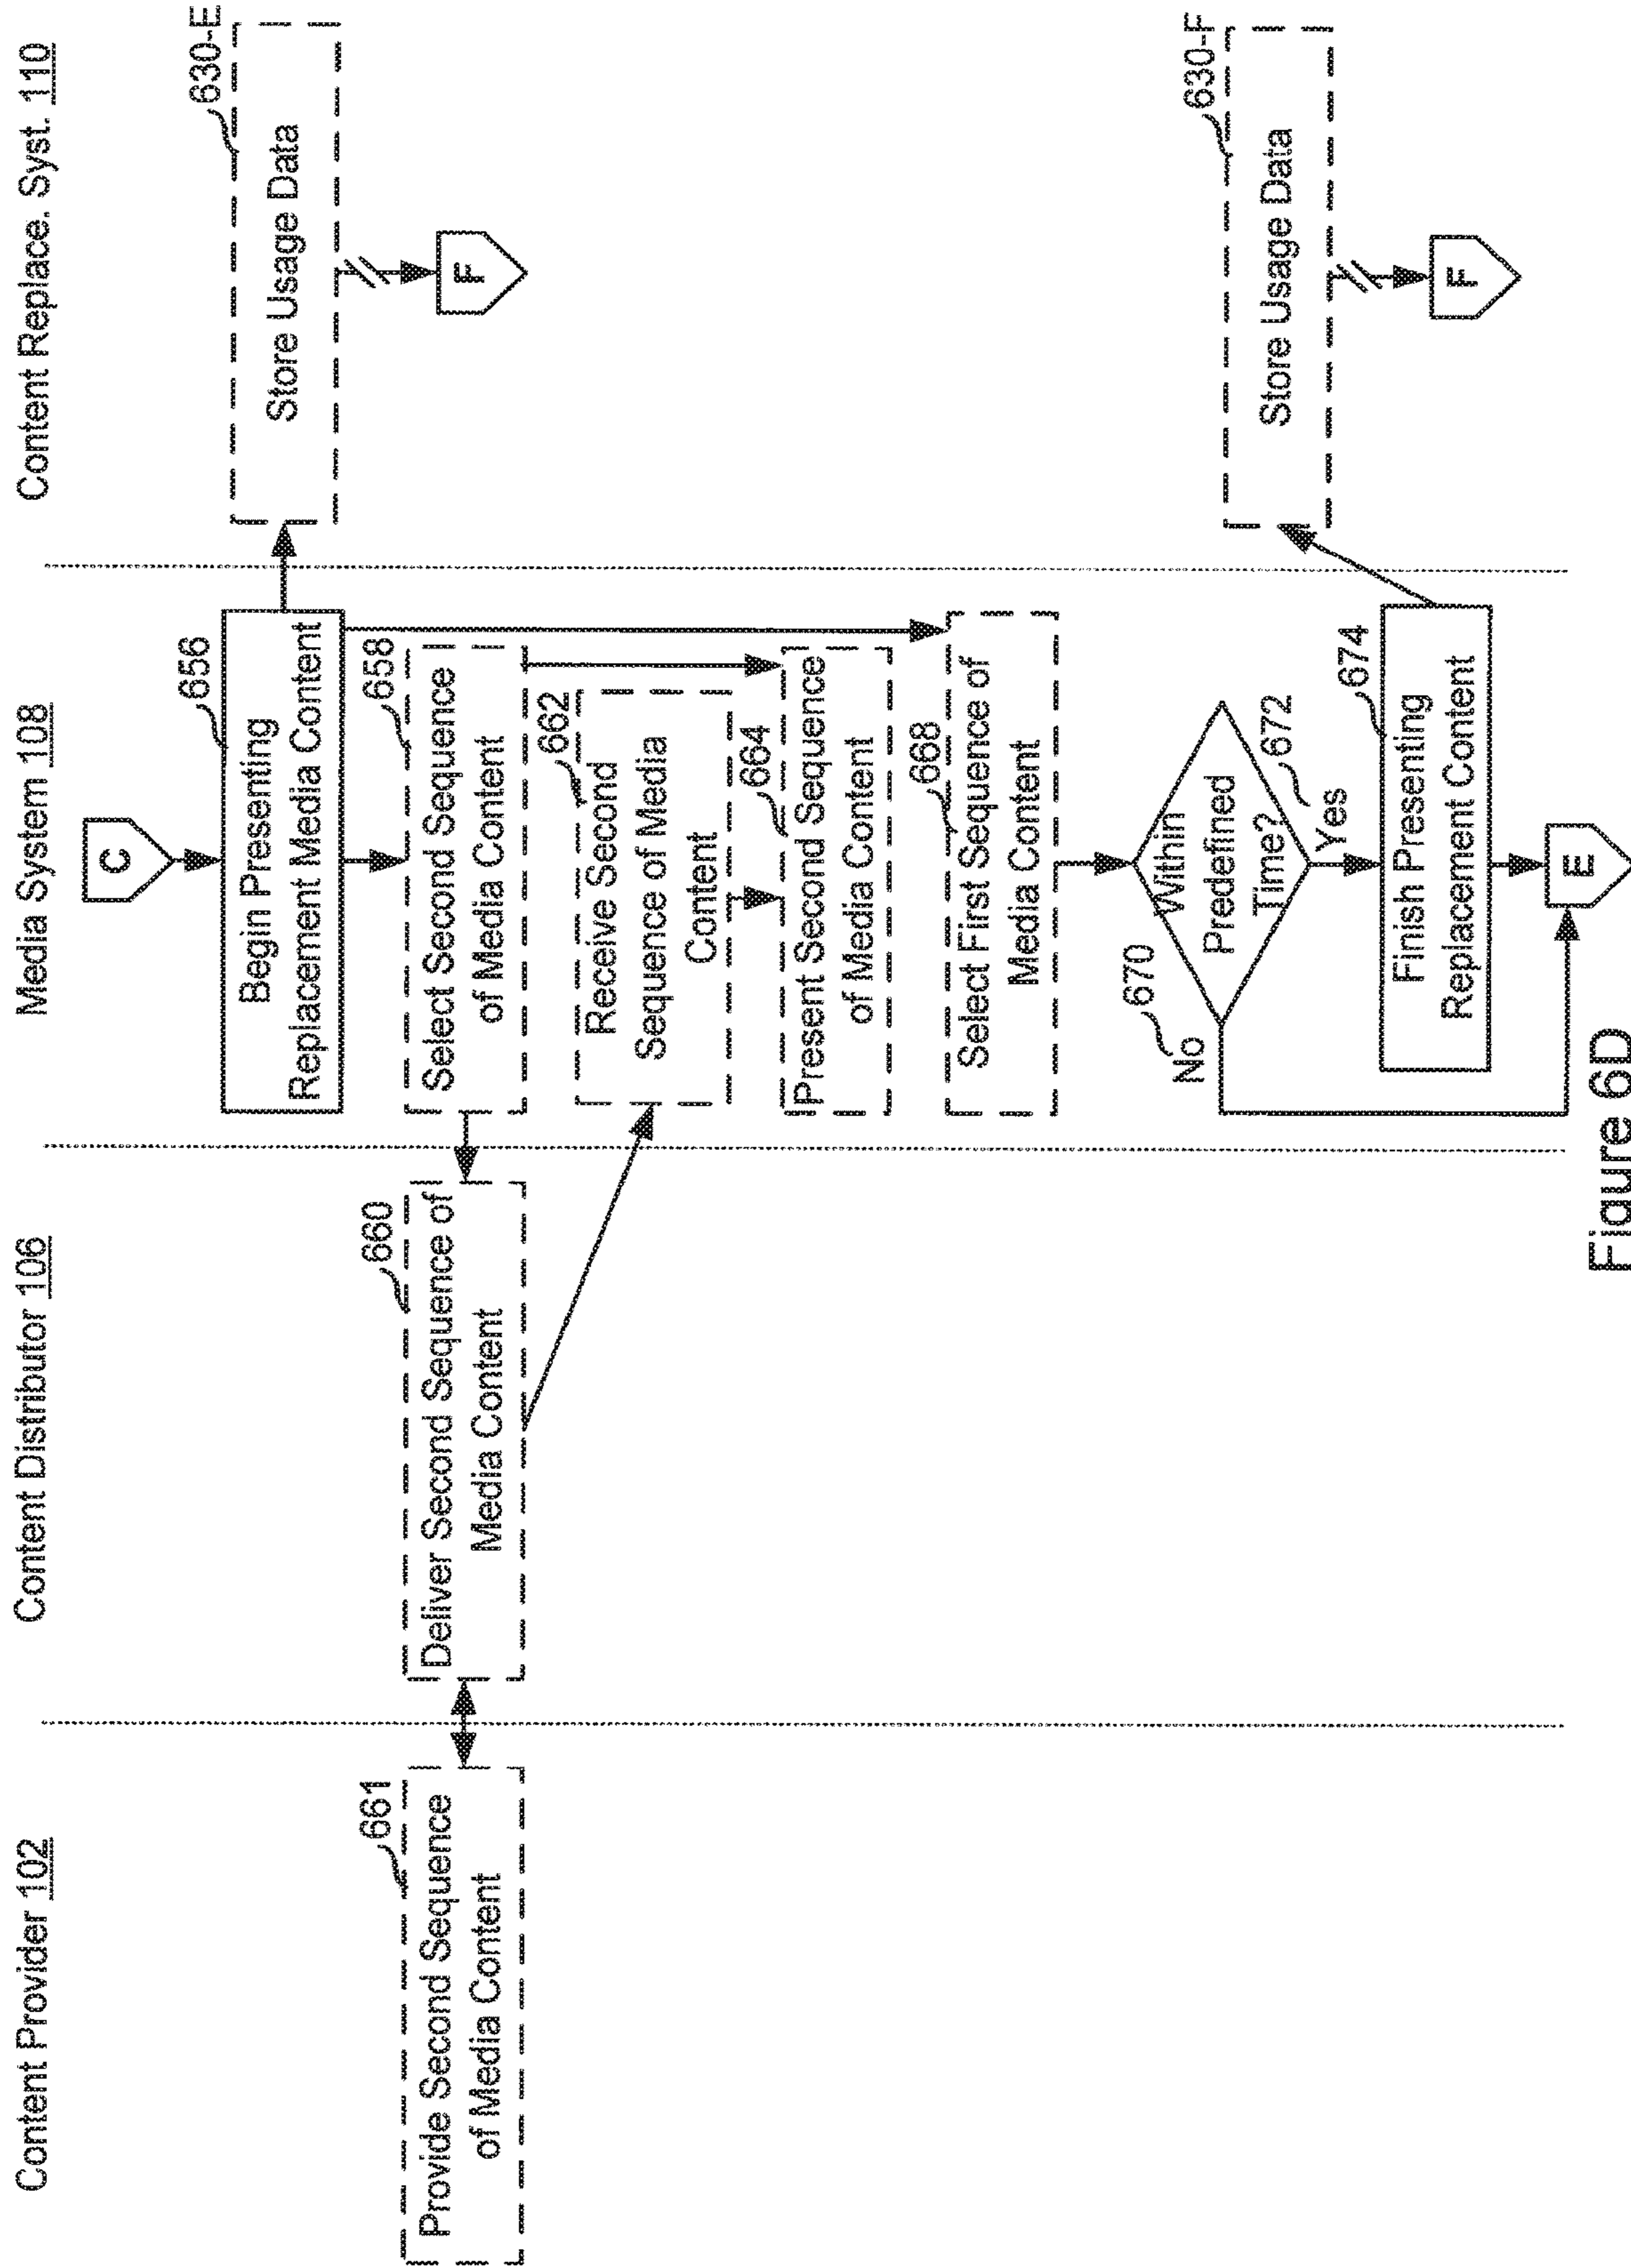 Content Provider 102
Content Distributor 106
Media System 108
Content Replace. Syst. 110
C
656
Begin Presenting
Replacement Media Content
630-E
Store Usage Data
F
661
Provide Second Sequence
of Media Content
660
Deliver Second Sequence of
Media Content
658
Select Second Sequence
of Media Content
662
Receive Second
Sequence of Media
Content
664
Present Second Sequence
of Media Content
668
Select First Sequence of
Media Content
670
No
Within
Predefined
Time?
672
Yes
630-F
Store Usage Data
F
674
Finish Presenting
Replacement Content
E
Figure 6D